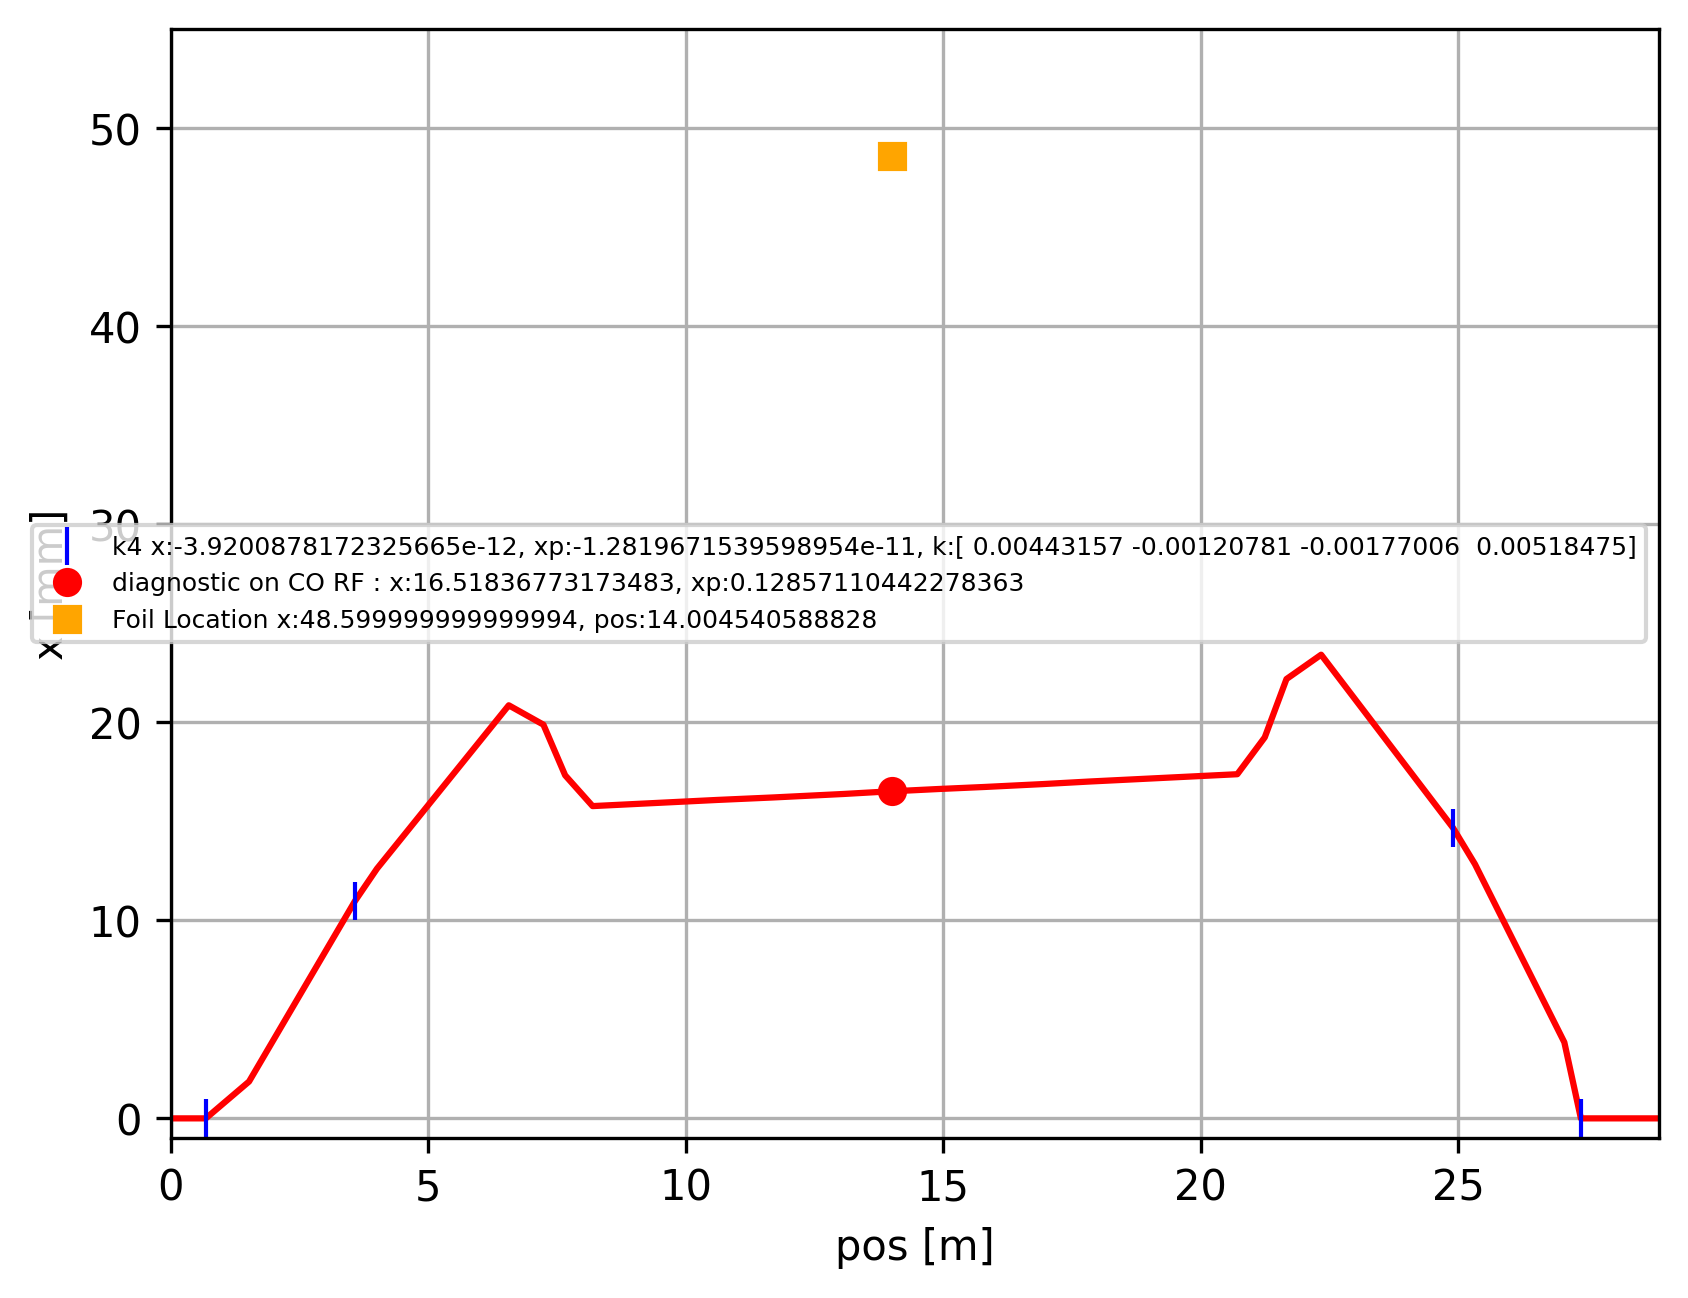 50
40
30
20
10
0
x [mm]
k4 x:-3.9200878172325665e-12, xp:-1.2819671539598954e-11, k:[ 0.00443157 -0.00120781 -0.00177006  0.00518475]
diagnostic on CO RF : x:16.51836773173483, xp:0.12857110442278363
Foil Location x:48.599999999999994, pos:14.004540588828
0 5 10 15 20 25
pos [m]